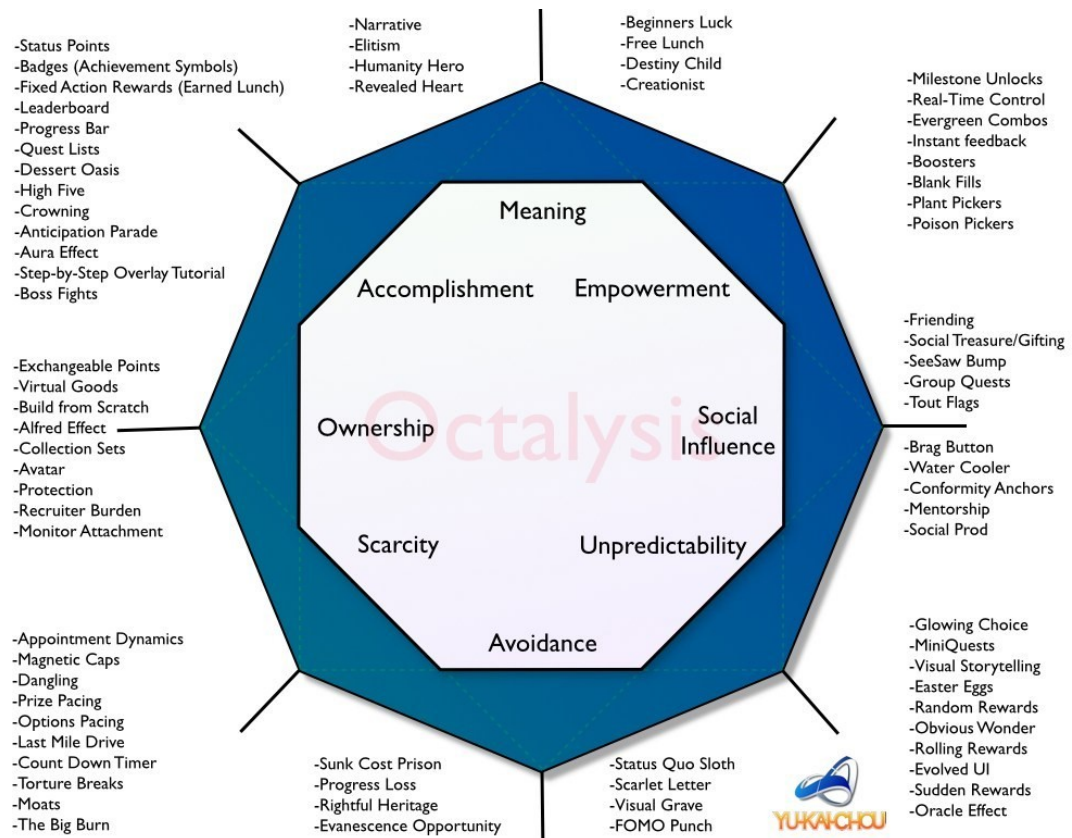 -Narrative
-Elitism
-Humanity Hero
-Revealed Heart
-Beginners Luck
-Free Lunch
-Destiny Child
-Creationist
-Status Points
-Badges (Achievement Symbols)
-Fixed Action Rewards (Earned Lunch)
-Leaderboard
-Progress Bar
-Quest Lists
-Dessert Oasis
-High Five
-Crowning
-Anticipation Parade
-Aura Effect
-Step-by-Step Overlay Tutorial
-Boss Fights
-Milestone Unlocks
-Real-Time Control
-Evergreen Combos
-Instant feedback
-Boosters
-Blank Fills
-Plant Pickers
-Poison Pickers
Meaning
Accomplishment
Empowerment
-Exchangeable Points
-Virtual Goods
-Build from Scratch
-Alfred Effect
-Collection Sets
-Avatar
-Protection
-Recruiter Burden
-Monitor Attachment
Ownership
Octalysis
Social
Influence
-Friending
-Social Treasure/Gifting
-SeeSaw Bump
-Group Quests
-Tout Flags
-Brag Button
-Water Cooler
-Conformity Anchors
-Mentorship
-Social Prod
Scarcity
Unpredictability
Avoidance
-Appointment Dynamics
-Magnetic Caps
-Dangling
-Prize Pacing
-Options Pacing
-Last Mile Drive
-Count Down Timer
-Torture Breaks
-Moats
-The Big Burn
-Sunk Cost Prison
-Progress Loss
-Rightful Heritage
-Evanescence Opportunity
-Status Quo Sloth
-Scarlet Letter
-Visual Grave
-FOMO Punch
-Glowing Choice
-MiniQuests
-Visual Storytelling
-Easter Eggs
-Random Rewards
-Obvious Wonder
-Rolling Rewards
-Evolved UI
-Sudden Rewards
-Oracle Effect
YU-KAI CHOU